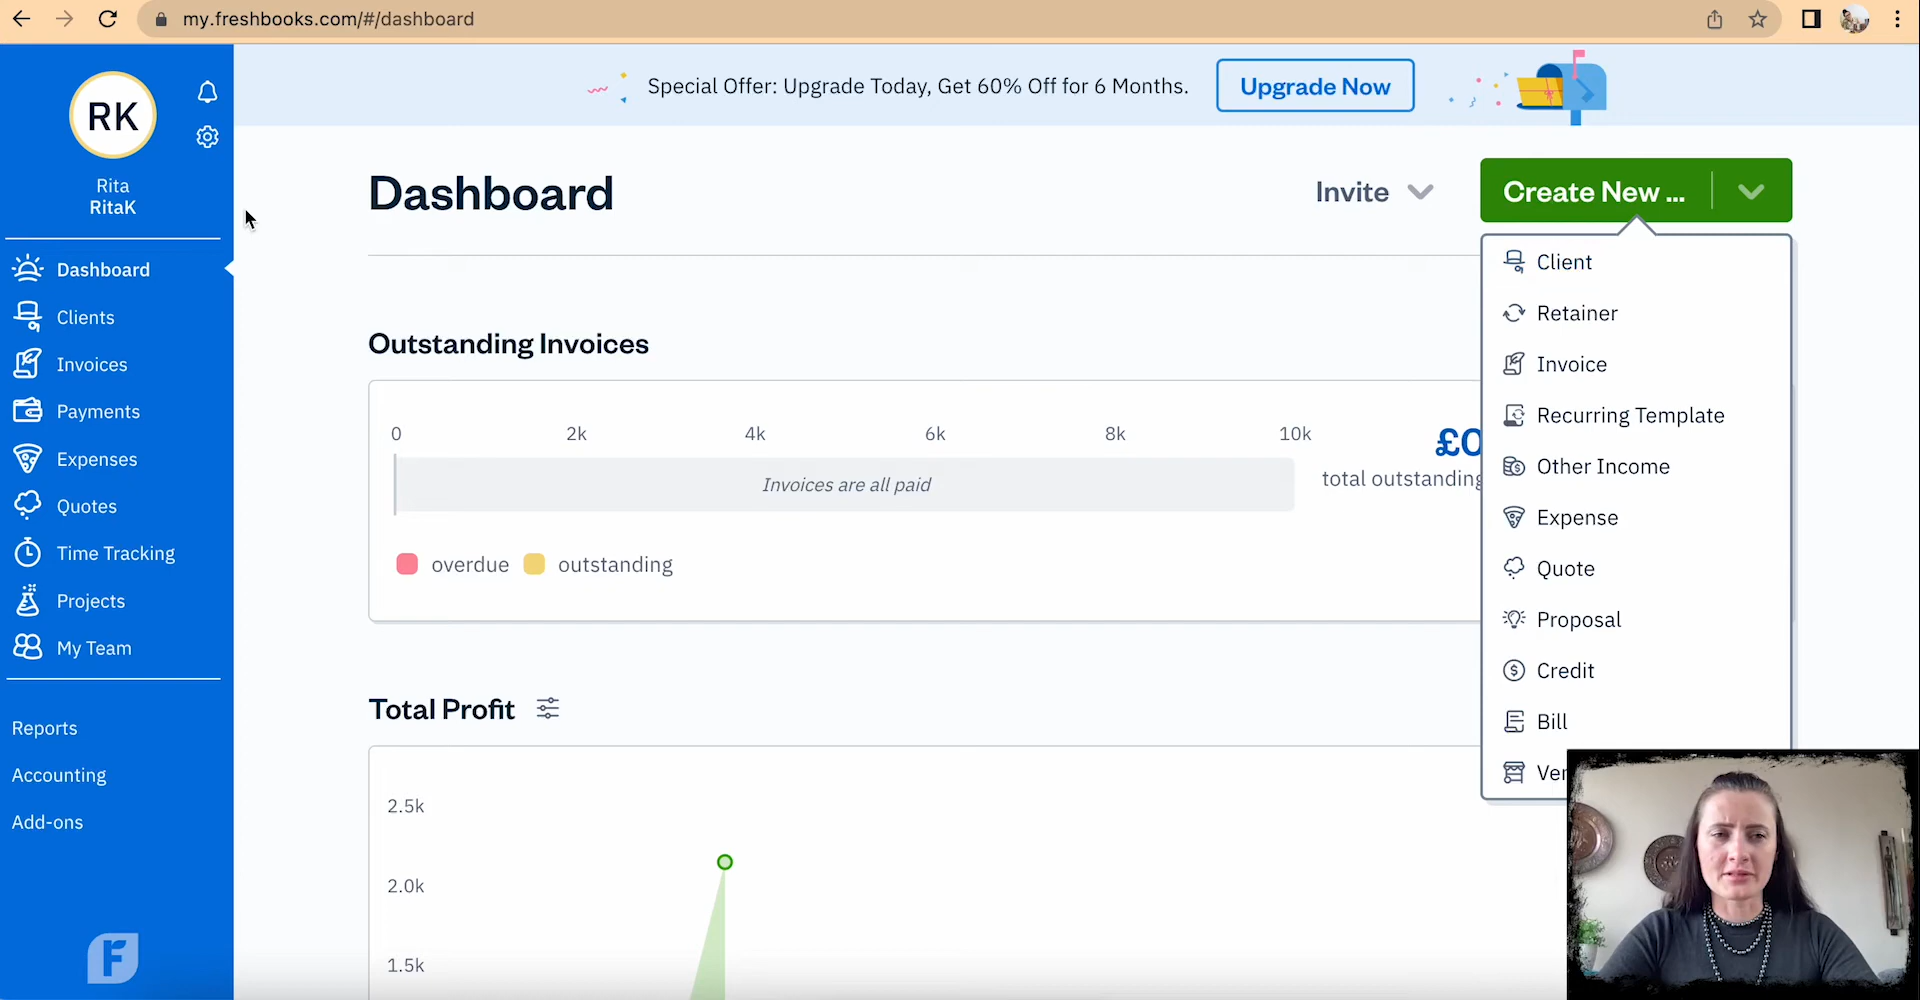 my.freshbooks.com/#/dashboard
Special Offer: Upgrade Today, Get 60% Off for 6 Months.
Upgrade Now
RK
Rita
RitaK
Dashboard
Clients
Invoices
Payments
Expenses
Quotes
Time Tracking
Projects
My Team
Reports
Accounting
Add-ons
Dashboard
Invite
Create New ...
Client
Retainer
Invoice
Recurring Template
Other Income
Expense
Quote
Proposal
Credit
Bill
Outstanding Invoices
0 2k 4k 6k 8k 10k
£0
total outstanding
Invoices are all paid
overdue outstanding
Total Profit
2.5k
2.0k
1.5k
F